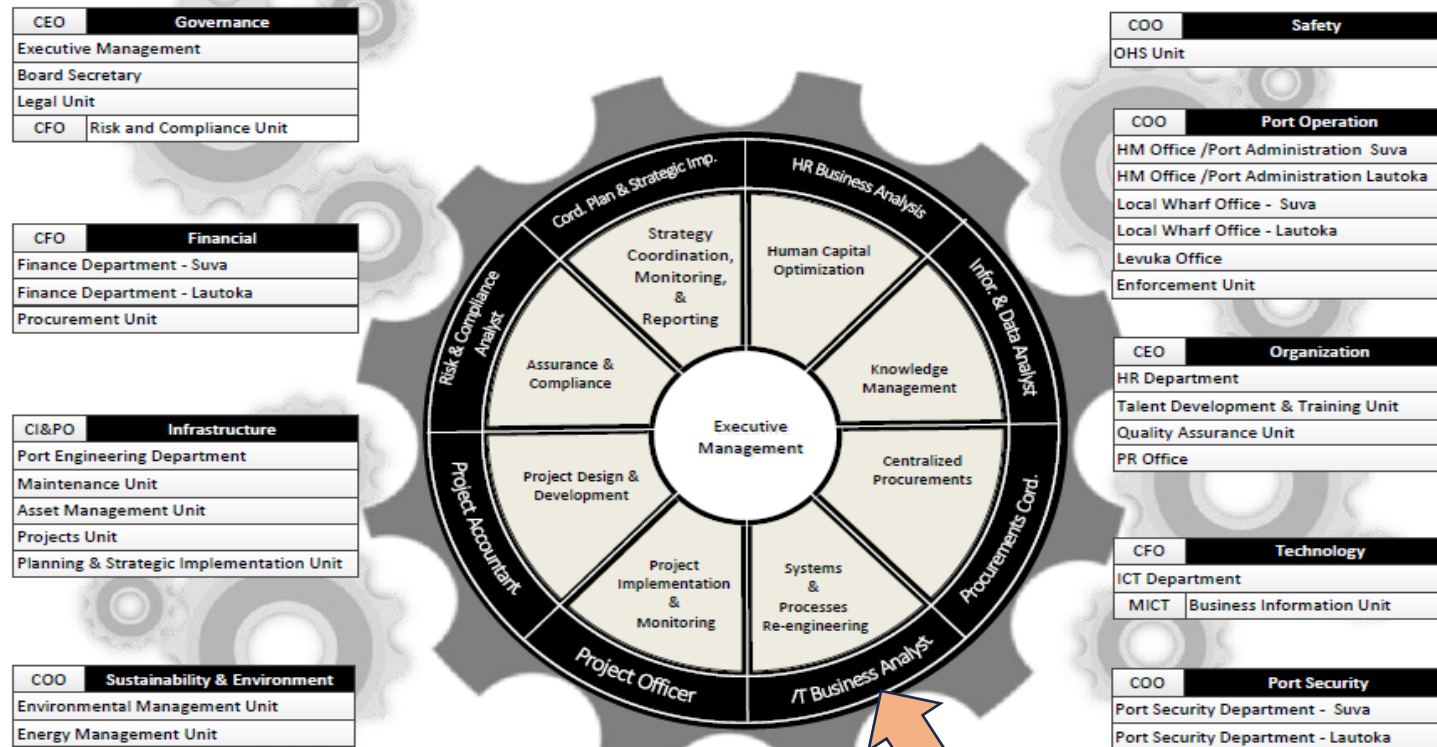 CEO Governance
Executive Management
Board Secretary
Legal Unit
CFO Risk and Compliance Unit
CFO Financial
Finance Department - Suva
Finance Department - Lautoka
Procurement Unit
CI&PO Infrastructure
Port Engineering Department
Maintenance Unit
Asset Management Unit
Projects Unit
Planning & Strategic Implementation Unit
COO Sustainability & Environment
Environmental Management Unit
Energy Management Unit
Cord. Plan & Strategic Imp.
HR Business Analysis
Infor. & Data Analyst
Procurements Cord.
IT Business Analyst
Project Officer
Project Accountant
Risk & Compliance
Analyst
Strategy
Coordination,
Monitoring,
&
Reporting
Human Capital
Optimization
Knowledge
Management
Centralized
Procurements
Systems
&
Processes
Re-engineering
Project
Implementation
&
Monitoring
Project Design &
Development
Assurance &
Compliance
Executive
Management
COO Safety
OHS Unit
COO Port Operation
HM Office /Port Administration Suva
HM Office /Port Administration Lautoka
Local Wharf Office - Suva
Local Wharf Office - Lautoka
Levuka Office
Enforcement Unit
CEO Organization
HR Department
Talent Development & Training Unit
Quality Assurance Unit
PR Office
CFO Technology
ICT Department
MICT Business Information Unit
COO Port Security
Port Security Department - Suva
Port Security Department - Lautoka